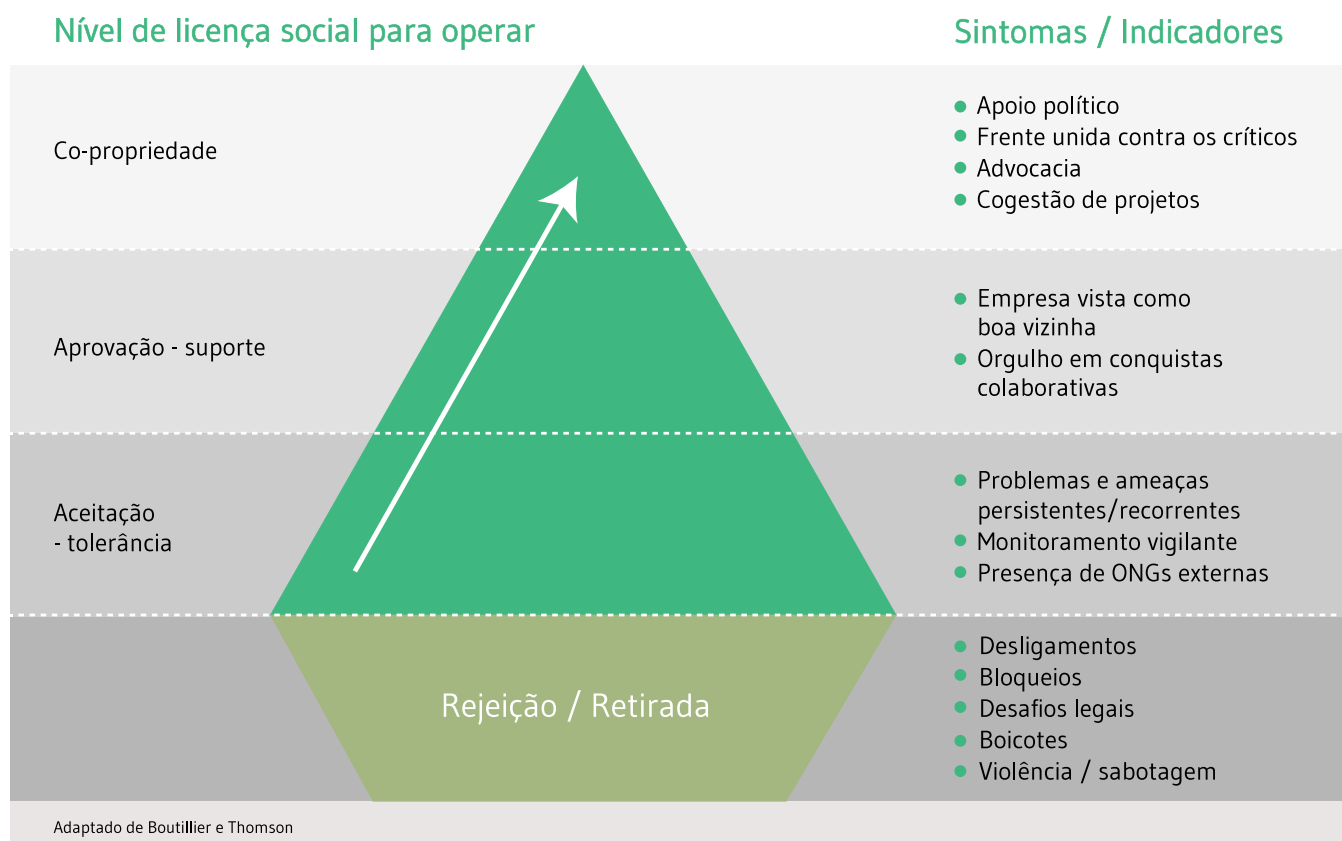 Nível de licença social para operar
Sintomas / Indicadores
Co-propriedade
Apoio político
Frente unida contra os críticos
Advocacia
Cogestão de projetos
Aprovação - suporte
Empresa vista como
boa vizinha
Orgulho em conquistas
colaborativas
Aceitação
- tolerância
Problemas e ameaças
persistentes/recorrentes
Monitoramento vigilante
Presença de ONGs externas
Rejeição / Retirada
Desligamentos
Bloqueios
Desafios legais
Boicotes
Violência / sabotagem
Adaptado de Boutillier e Thomson